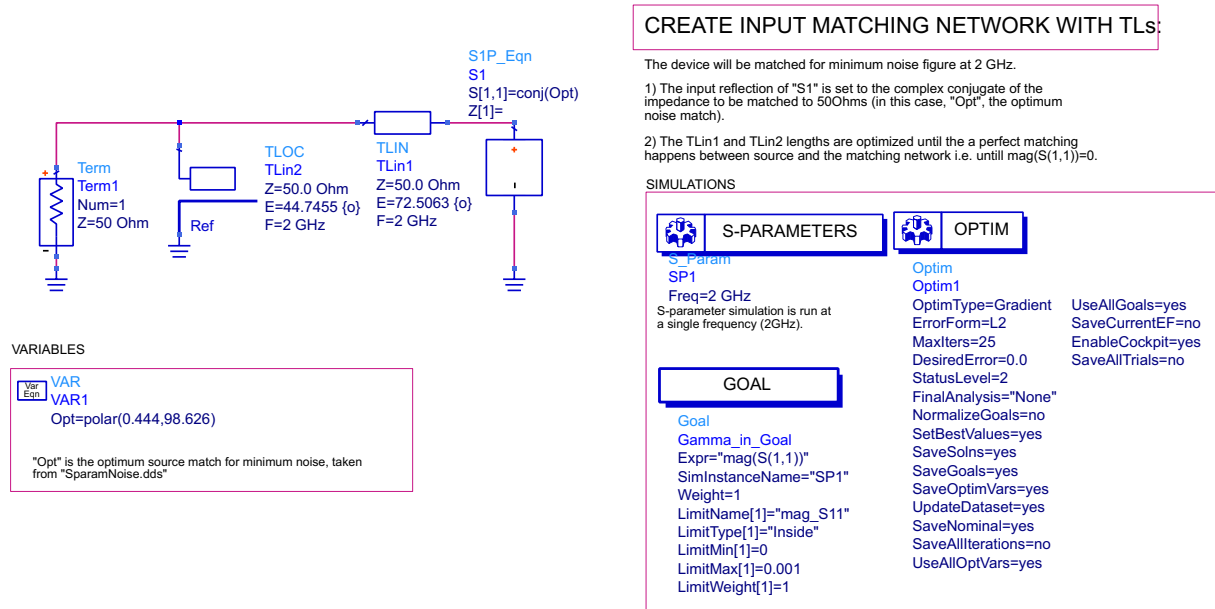 S1P_Eqn
S1
S[1,1]=conj(Opt)
Z[1]=
Term
Term1
Num=1
Z=50 Ohm
Ref
TLOC
TLin2
Z=50.0 Ohm
E=44.7455 {o}
F=2 GHz
TLIN
TLin1
Z=50.0 Ohm
E=72.5063 {o}
F=2 GHz
VARIABLES
Var
Eqn
VAR
VAR1
Opt=polar(0.444,98.626)
"Opt" is the optimum source match for minimum noise, taken
from "SparamNoise.dds"
CREATE INPUT MATCHING NETWORK WITH TLs:
The device will be matched for minimum noise figure at 2 GHz.
1) The input reflection of "S1" is set to the complex conjugate of the
impedance to be matched to 50Ohms (in this case, "Opt", the optimum
noise match).
2) The TLin1 and TLin2 lengths are optimized until the a perfect matching
happens between source and the matching network i.e. untill mag(S(1,1))=0.
SIMULATIONS
S-PARAMETERS
S_Param
SP1
Freq=2 GHz
S-parameter simulation is run at
a single frequency (2GHz).
GOAL
Goal
Gamma_in_Goal
Expr="mag(S(1,1))"
SimInstanceName="SP1"
Weight=1
LimitName[1]="mag_S11"
LimitType[1]="Inside"
LimitMin[1]=0
LimitMax[1]=0.001
LimitWeight[1]=1
OPTIM
Optim
Optim1
OptimType=Gradient
ErrorForm=L2
MaxIters=25
DesiredError=0.0
StatusLevel=2
FinalAnalysis="None"
NormalizeGoals=no
SetBestValues=yes
SaveSolns=yes
SaveGoals=yes
SaveOptimVars=yes
UpdateDataset=yes
SaveNominal=yes
SaveAllIterations=no
UseAllOptVars=yes
UseAllGoals=yes
SaveCurrentEF=no
EnableCockpit=yes
SaveAllTrials=no